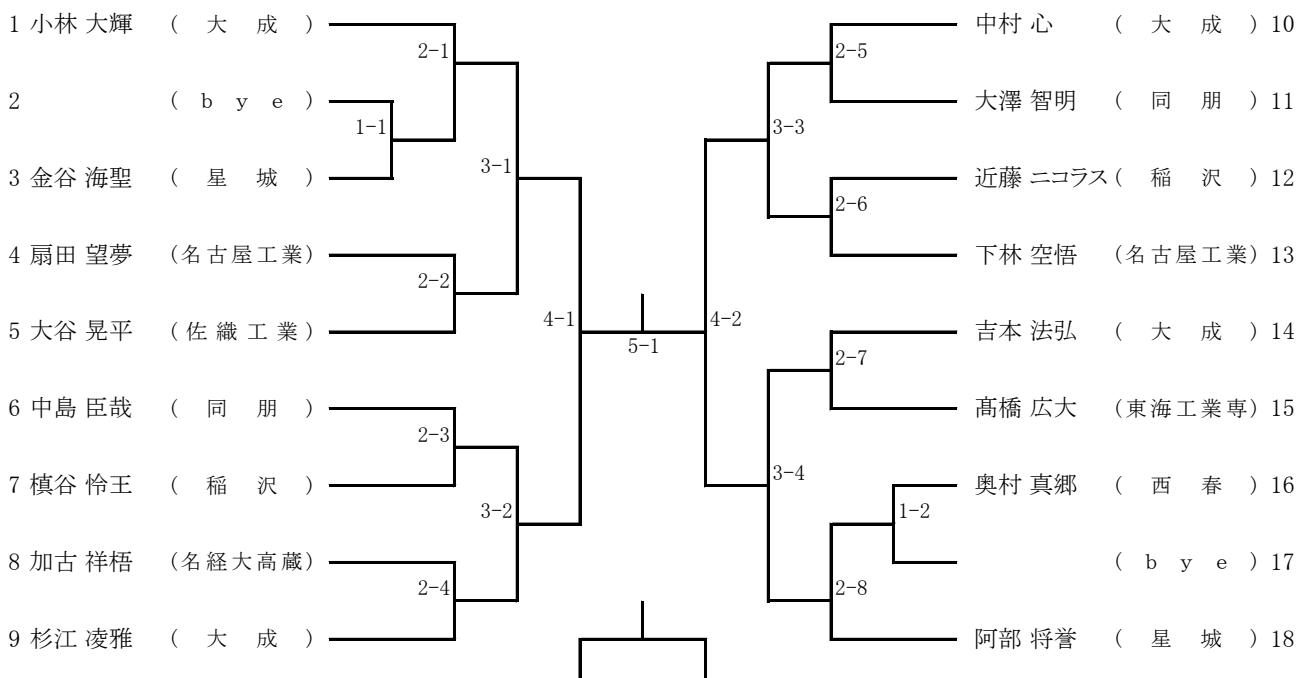 1 小林 大輝 ( 大 成 )
2-1
2 ( b y e )
1-1
3 金谷 海聖 ( 星 城 )
3-1
4 扇田 望夢 (名古屋工業)
2-2
5 大谷 晃平 (佐織工業)
4-1
6 中島 臣哉 ( 同 朋 )
2-3
7 槙谷 怜王 ( 稲 沢 )
3-2
8 加古 祥梧 (名経大高蔵)
2-4
9 杉江 凌雅 ( 大 成 )
5-1
中村 心 ( 大 成 ) 10
2-5
大澤 智明 ( 同 朋 ) 11
3-3
近藤 ニコラス ( 稲 沢 ) 12
2-6
下林 空悟 (名古屋工業) 13
4-2
吉本 法弘 ( 大 成 ) 14
2-7
髙橋 広大 (東海工業専) 15
3-4
奥村 真郷 ( 西 春 ) 16
1-2
( b y e ) 17
2-8
阿部 将誉 ( 星 城 ) 18